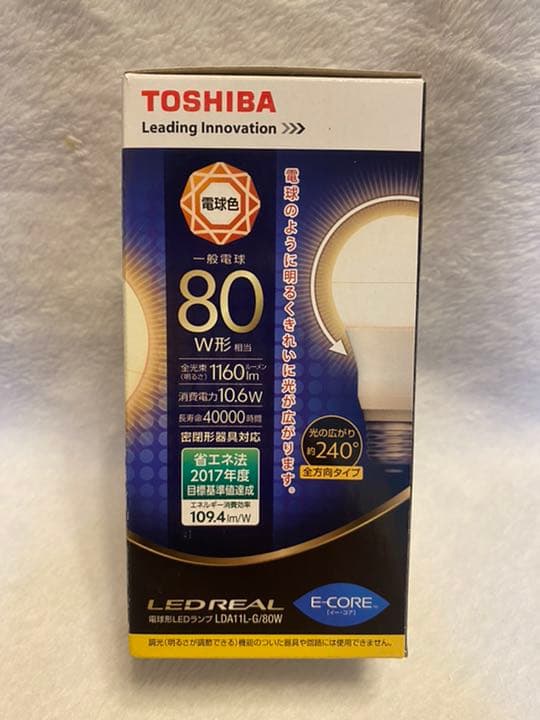 TOSHIBA
Leading Innovation >>>
電球色
一般電球
80
W形 相当
全光束(明るさ) 1160ルーメンlm
消費電力 10.6W
長寿命 40000時間
密閉形器具対応
省エネ法
2017年度
目標基準値達成
エネルギー消費効率
109.4 lm/W
電球のように明るくきれいに光が広がります。
光の広がり
約240°
全方向タイプ
LED REAL
電球形LEDランプ LDA11L-G/80W
E-CORE™
[イー・コア]
調光(明るさが調節できる)機能のついた器具や回路には使用できません。